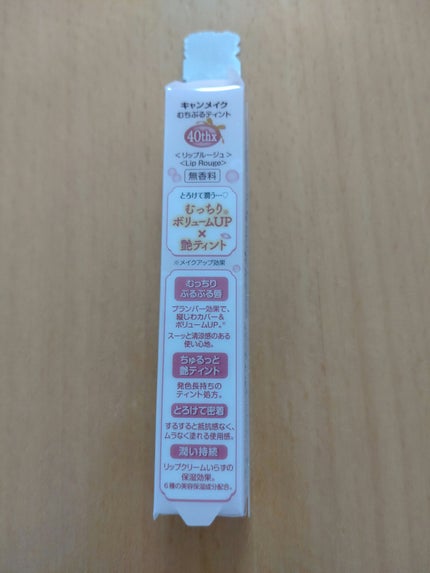 キャンメイク
むちぷるティント
40thx
＜リップルージュ＞
＜Lip Rouge＞
無香料
とろけて潤う…♡
むっちり。
ボリュームUP
×
艶ティント
※メイクアップ効果
むっちり
ぷるぷる唇
プランパー効果で、
縦じわカバー＆
ボリュームUP。※
スーッと清涼感のある
使い心地。
ちゅるっと
艶ティント
発色長持ちの
ティント処方。
とろけて密着
するすると抵抗感なく、
ムラなく塗れる使用感。
潤い持続
リップクリームいらずの
保湿効果。
6種の美容保湿成分配合。